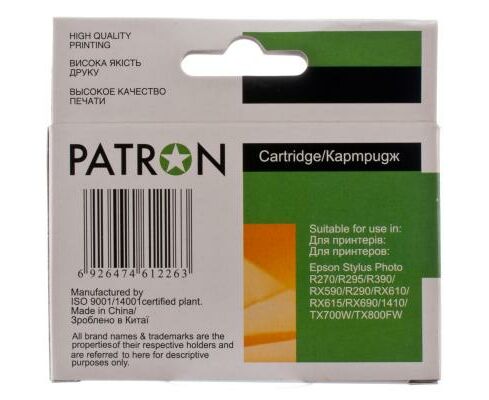 HIGH QUALITY
PRINTING
ВИСОКА ЯКІСТЬ
ДРУКУ
ВЫСОКОЕ КАЧЕСТВО
ПЕЧАТИ
PATRON
Cartridge/Картридж
6 926474 612263
Suitable for use in:
Для принтерів:
Для принтеров:
Epson Stylus Photo
R270/R295/R390/
RX590/R290/RX610/
RX615/RX690/1410/
TX700W/TX800FW
Manufactured by
ISO 9001/14001certified plant.
Made in China/
Зроблено в Китаї
All brand names & trademarks are the
properties of their respective holders and
are referred to here for descriptive
purposes only.